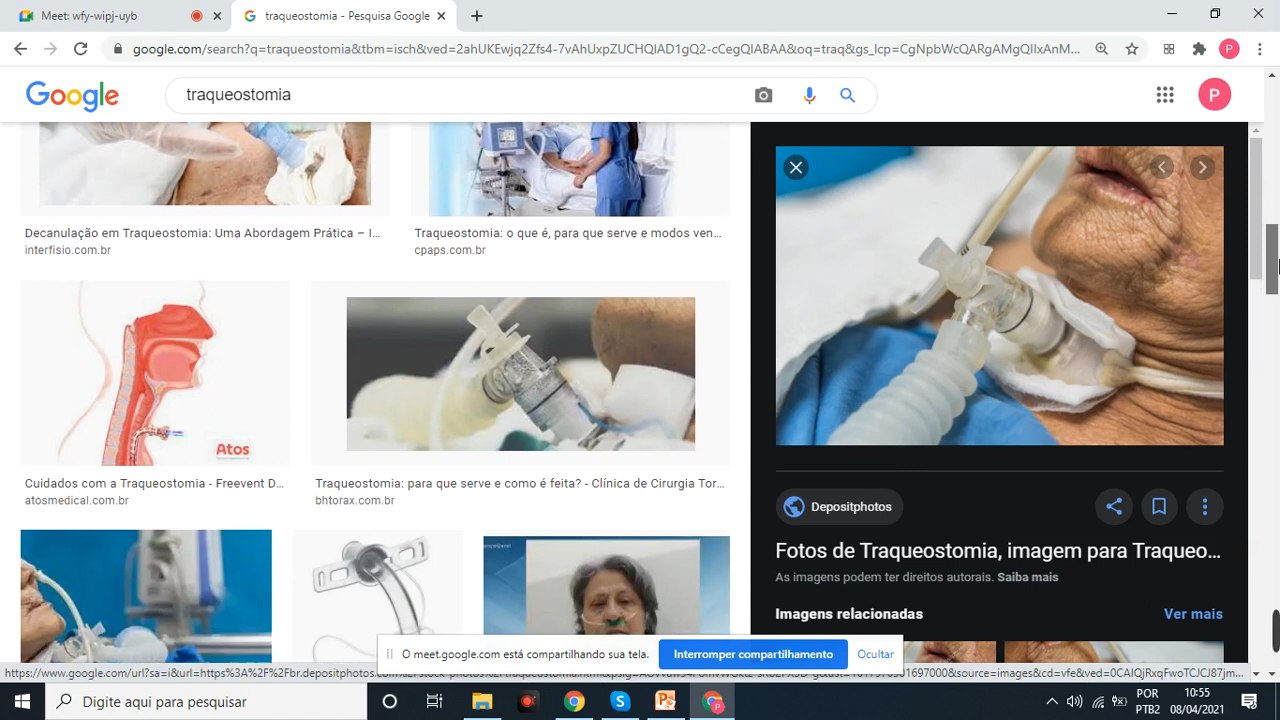 Meet: wfy-wipj-uyb
traqueostomia - Pesquisa Google
google.com/search?q=traqueostomia&tbm=isch&ved=2ahUKEwjq2Zfs4-7vAhUxpZUCHQIAD1gQ2-cCegQIABAA&oq=traq&gs_lcp=CgNpbWcQARgAMgQIIxAnM...
P
Google
traqueostomia
P
Decanulação em Traqueostomia: Uma Abordagem Prática – I...
interfisio.com.br
Traqueostomia: o que é, para que serve e modos ven...
cpaps.com.br
Atos
Cuidados com a Traqueostomia - Freevent D...
atosmedical.com.br
Traqueostomia: para que serve e como é feita? - Clínica de Cirurgia Tor...
bhtorax.com.br
Depositphotos
Fotos de Traqueostomia, imagem para Traqueo...
As imagens podem ter direitos autorais. Saiba mais
Imagens relacionadas
Ver mais
O meet.google.com está compartilhando sua tela.
Interromper compartilhamento
Ocultar
Digite aqui para pesquisar
POR
PTB2
10:55
08/04/2021